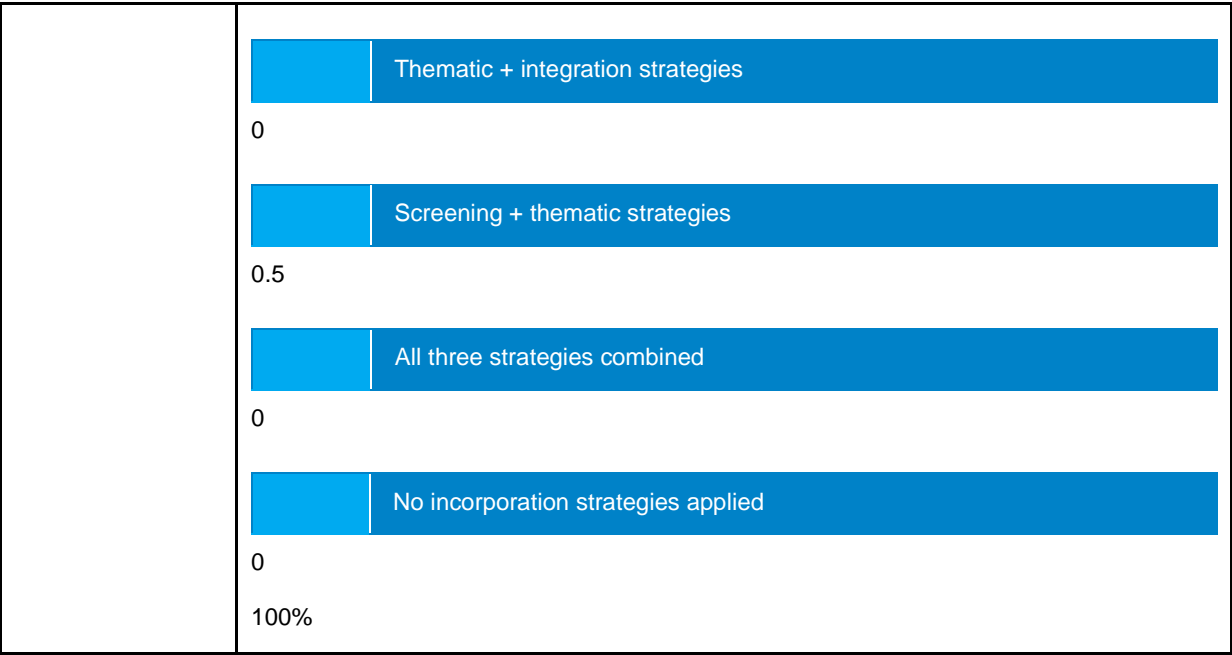 Thematic + integration strategies
0
Screening + thematic strategies
0.5
All three strategies combined
0
No incorporation strategies applied
0
100%